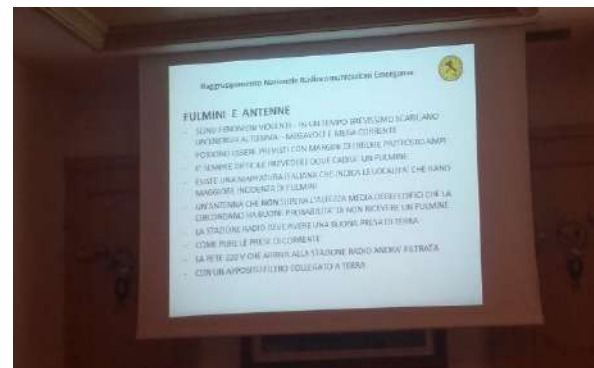 Raggruppamento Nazionale Radiocomunicazioni Emergenza
FULMINI E ANTENNE
- SONO FENOMENI VIOLENTI - IN UN TEMPO BREVISSIMO SCARICANO
UN'ENERGIA AL TERRA - MEGAVOLT E MEGA CORRENTE
- POSSONO ESSERE PREVISTI CON MARGINI DI ERRORE PIUTTOSTO AMPI
- E' SEMPRE DIFFICILE PREVEDERE DOVE CADRA' UN FULMINE
- ESISTE UNA MAPPATURA ITALIANA CHE INDICA LE LOCALITA' CHE HANNO
MAGGIORE INCIDENZA DI FULMINI
- UN'ANTENNA CHE NON SUPERA L'ALTEZZA MEDIA DEGLI EDIFICI CHE LA
CIRCONDANO HA BUONE PROBABILITA' DI NON RICEVERE UN FULMINE
- LA STAZIONE RADIO DEVE AVERE UNA BUONA PRESA DI TERRA
- COME PURE LE PRESE DI CORRENTE
- LA RETE 220 V CHE ARRIVA ALLA STAZIONE RADIO ANDRA' FILTRATA
- CON UN APPOSITO FILTRO COLLEGATO A TERRA